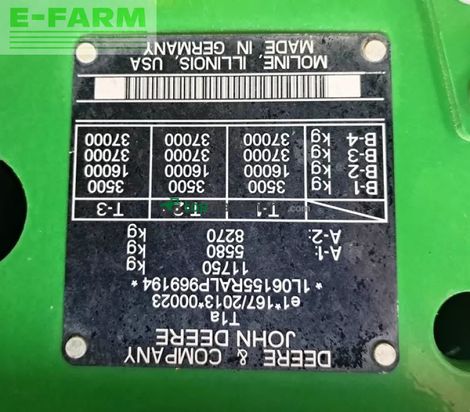 E-FARM
DEERE & COMPANY
JOHN DEERE
T1a
e1*167/2013*00023
*1L06155RALP969194*
11750 kg
A-1: 5580 kg
A-2: 8270 kg
T-1 T-2 T-3
B-1 kg 3500 3500 3500
B-2 kg 16000 16000 16000
B-3 kg 37000 37000 37000
B-4 kg 37000 37000 37000
MOLINE, ILLINOIS, USA
MADE IN GERMANY